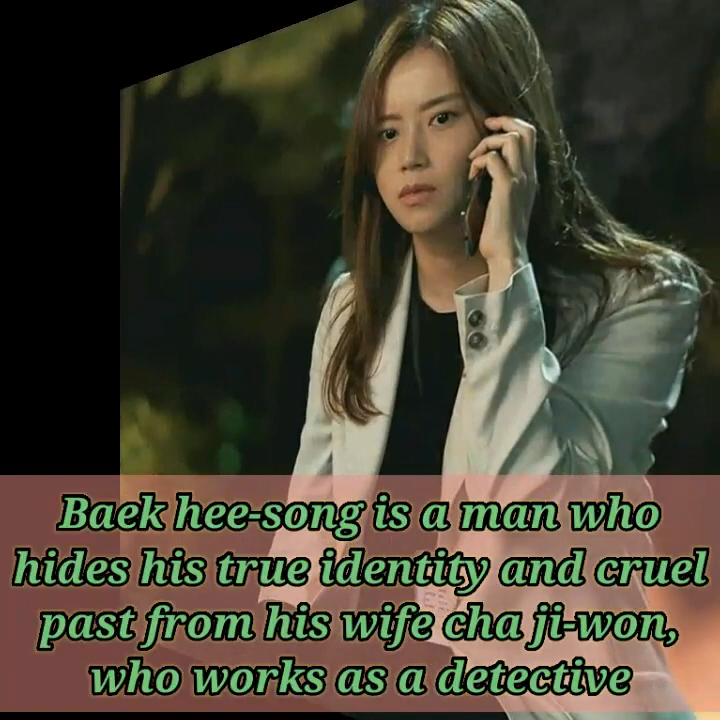 Baek hee-song is a man who
hides his true identity and cruel
past from his wife cha ji-won,
who works as a detective